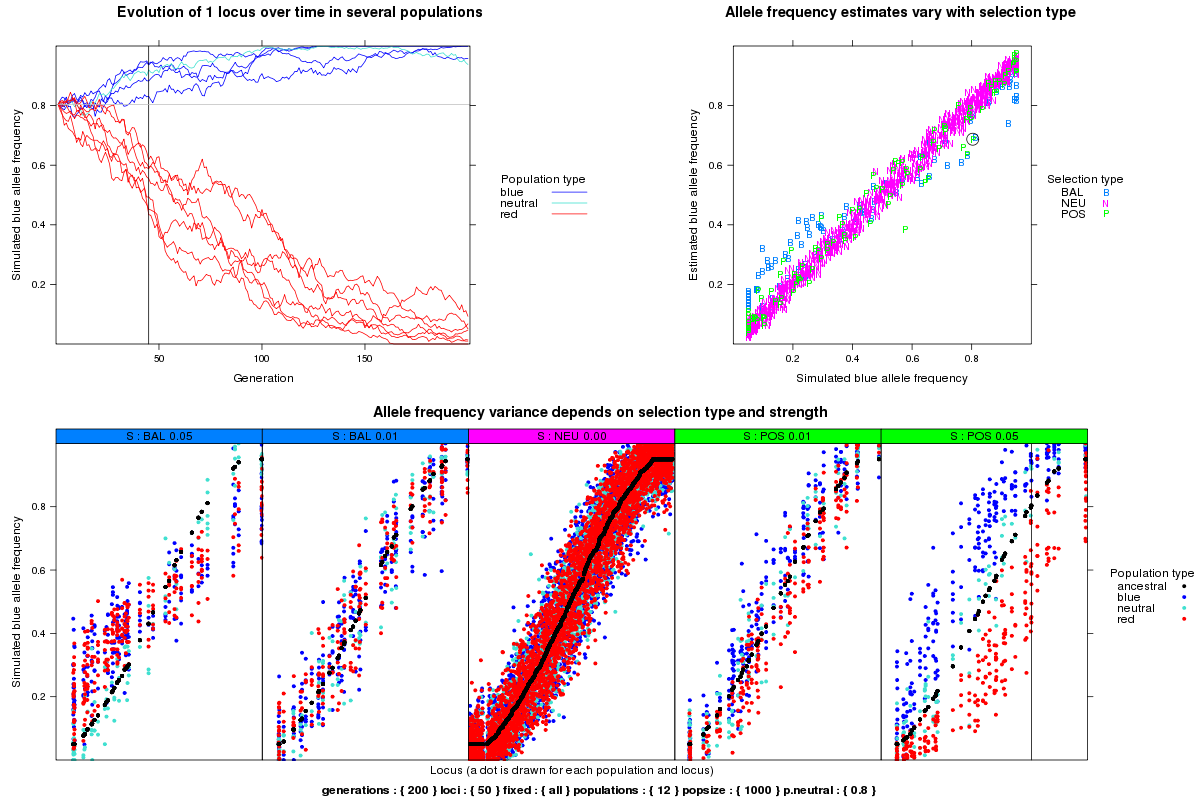 Evolution of 1 locus over time in several populations
Simulated blue allele frequency
0.8
0.6
0.4
0.2
50 100 150
Generation
Population type
blue
neutral
red
Allele frequency estimates vary with selection type
Estimated blue allele frequency
0.8
0.6
0.4
0.2
0.2 0.4 0.6 0.8
Simulated blue allele frequency
Selection type
BAL B
NEU N
POS P
Allele frequency variance depends on selection type and strength
S : BAL 0.05 S : BAL 0.01 S : NEU 0.00 S : POS 0.01 S : POS 0.05
Simulated blue allele frequency
0.8
0.6
0.4
0.2
Locus (a dot is drawn for each population and locus)
Population type
ancestral
blue
neutral
red
generations : { 200 } loci : { 50 } fixed : { all } populations : { 12 } popsize : { 1000 } p.neutral : { 0.8 }